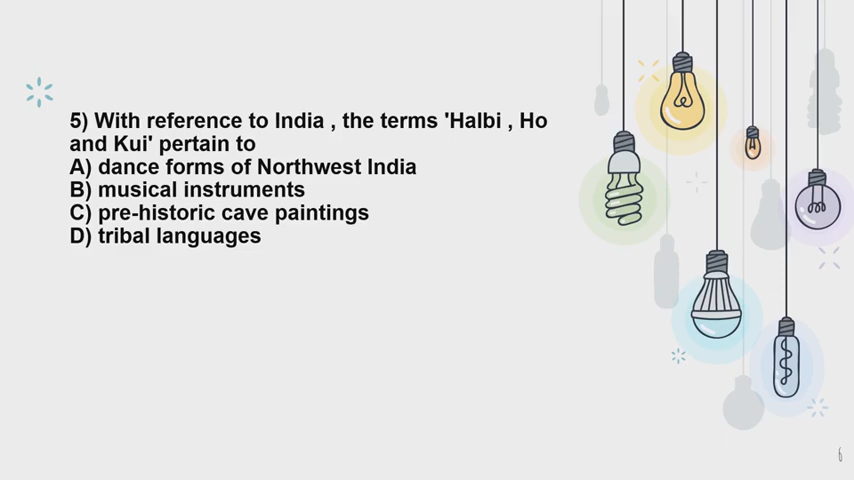 5) With reference to India , the terms 'Halbi , Ho
and Kui' pertain to
A) dance forms of Northwest India
B) musical instruments
C) pre-historic cave paintings
D) tribal languages
6